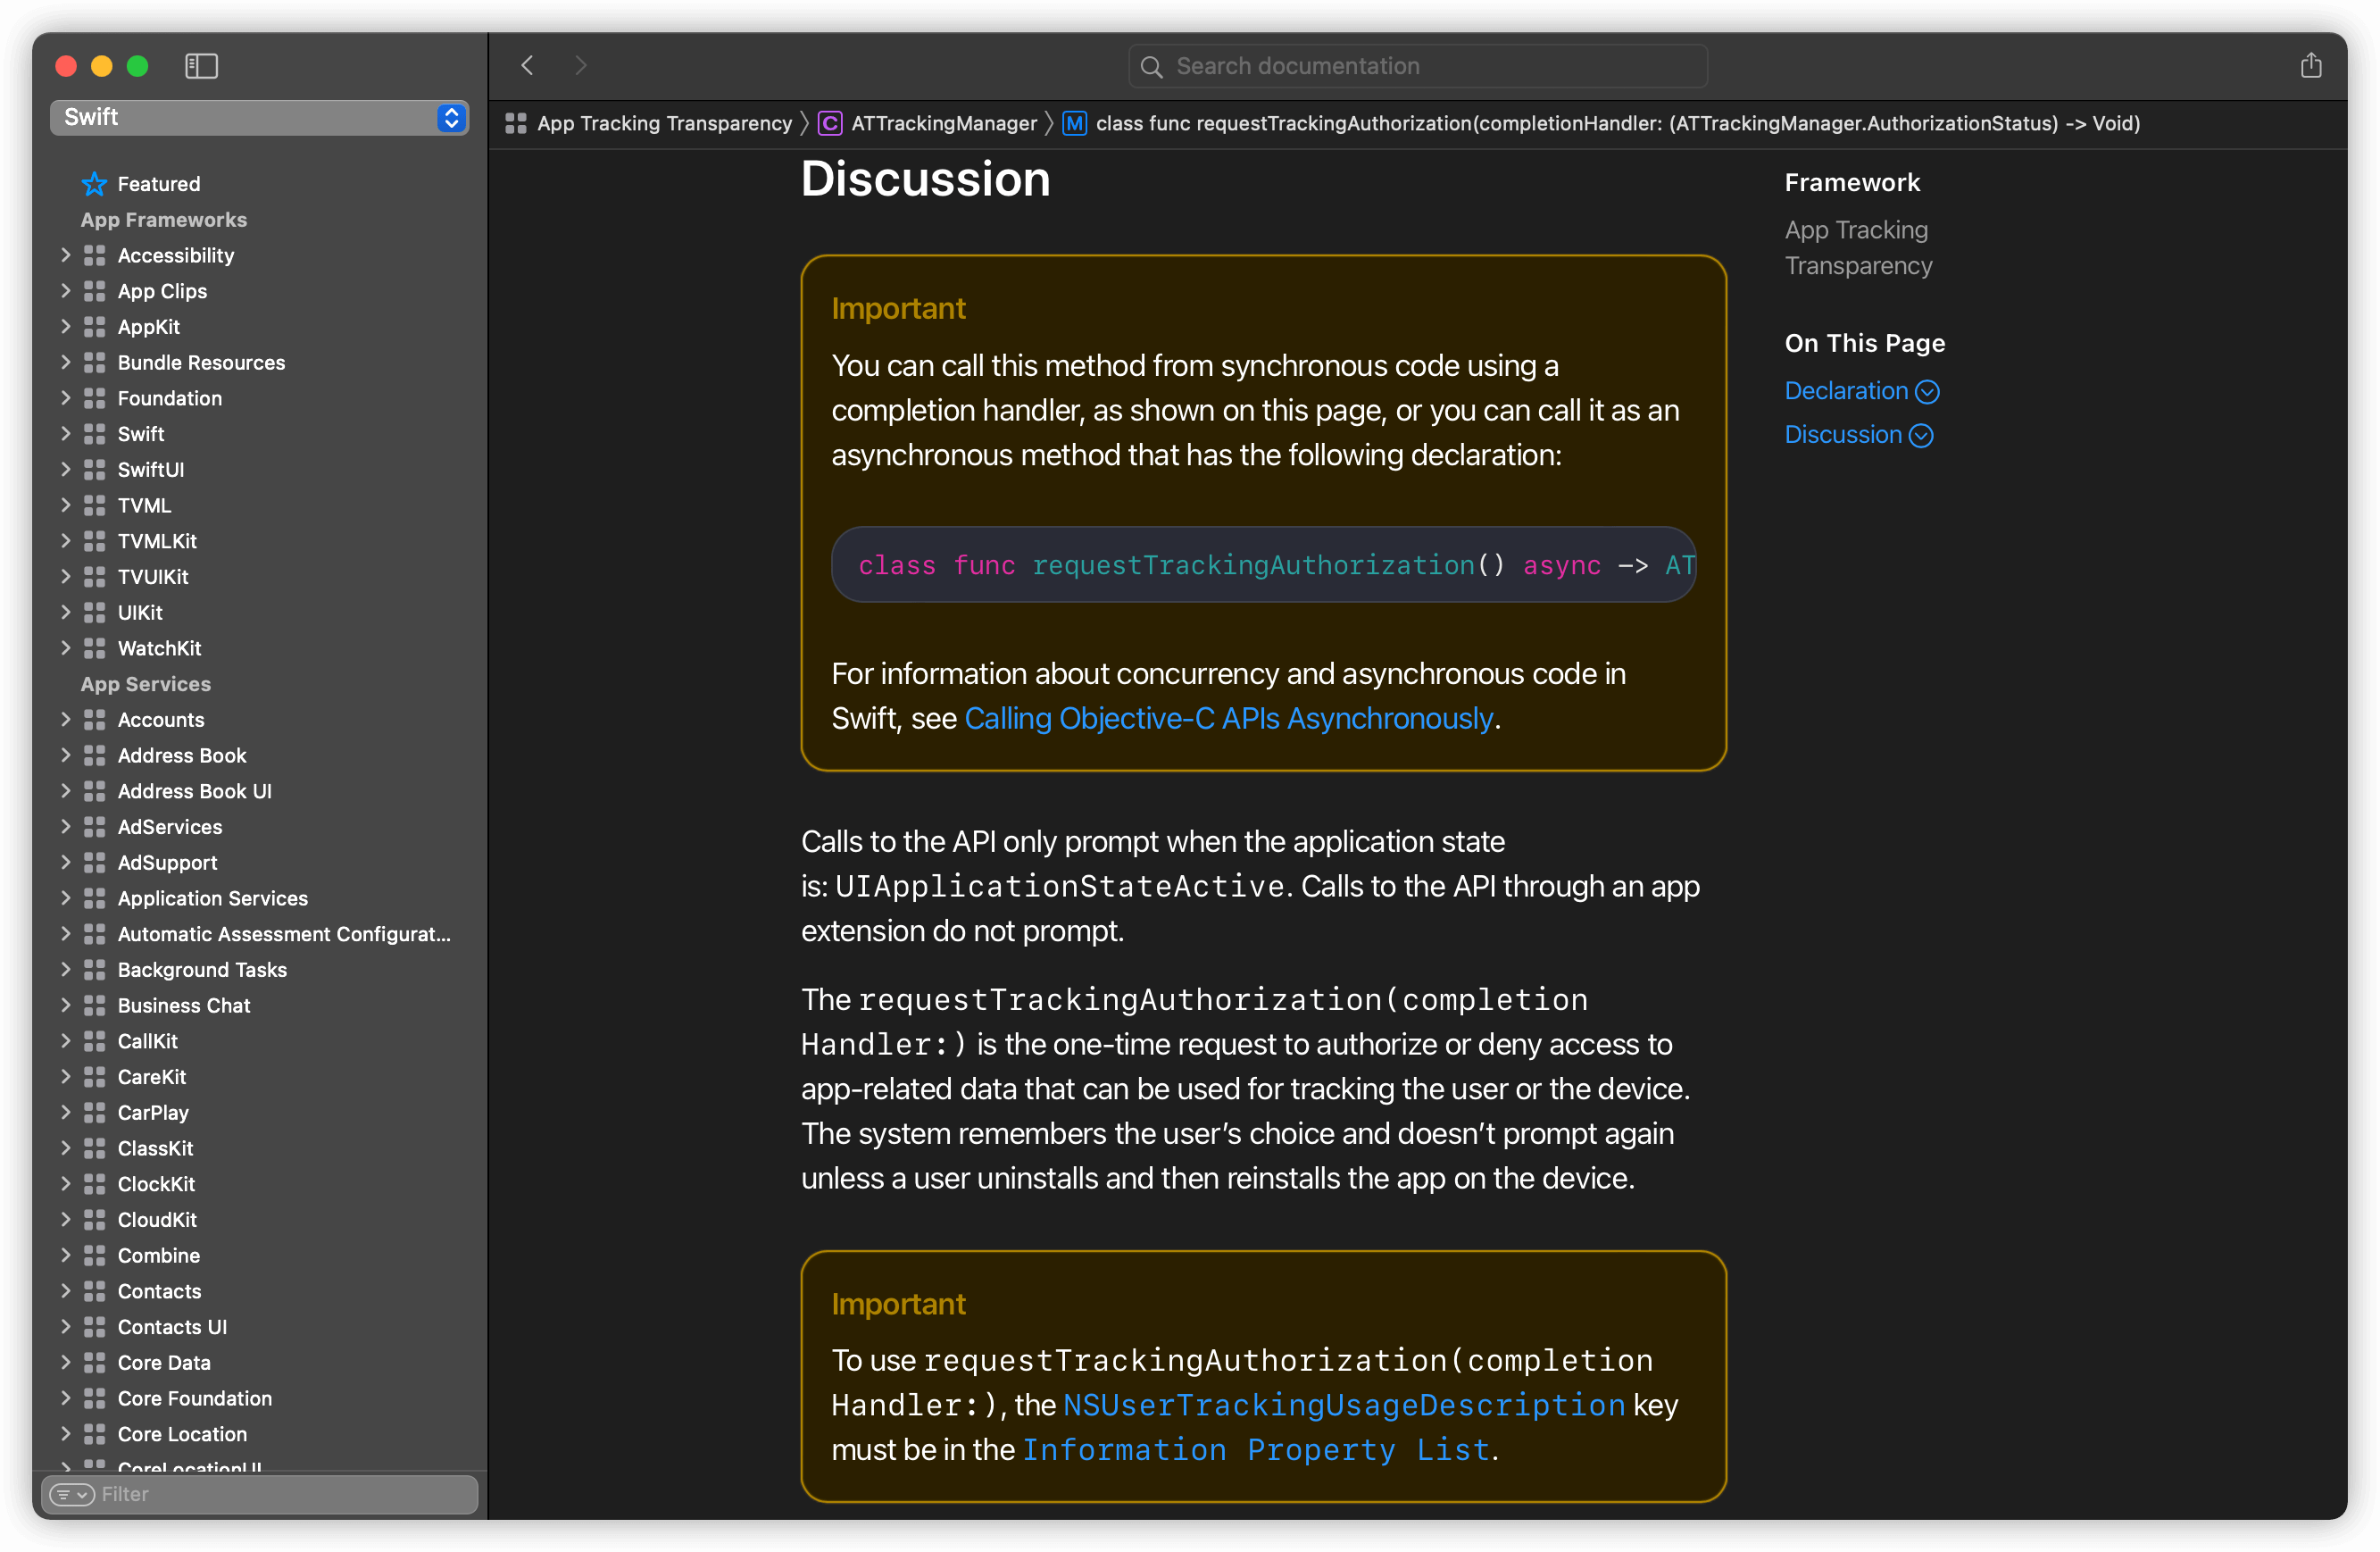 Swift
Featured
App Frameworks
Accessibility
App Clips
AppKit
Bundle Resources
Foundation
Swift
SwiftUI
TVML
TVMLKit
TVUIKit
UIKit
WatchKit
App Services
Accounts
Address Book
Address Book UI
AdServices
AdSupport
Application Services
Automatic Assessment Configurat...
Background Tasks
Business Chat
CallKit
CareKit
CarPlay
ClassKit
ClockKit
CloudKit
Combine
Contacts
Contacts UI
Core Data
Core Foundation
Core Location
CoreLocationUI
Filter
Search documentation
App Tracking Transparency
C ATTrackingManager
M class func requestTrackingAuthorization(completionHandler: (ATTrackingManager.AuthorizationStatus) -> Void)
Discussion
Important
You can call this method from synchronous code using a
completion handler, as shown on this page, or you can call it as an
asynchronous method that has the following declaration:
class func requestTrackingAuthorization() async -> AT
For information about concurrency and asynchronous code in
Swift, see Calling Objective-C APIs Asynchronously.
Calls to the API only prompt when the application state
is: UIApplicationStateActive. Calls to the API through an app
extension do not prompt.
The requestTrackingAuthorization(completion
Handler:) is the one-time request to authorize or deny access to
app-related data that can be used for tracking the user or the device.
The system remembers the user’s choice and doesn’t prompt again
unless a user uninstalls and then reinstalls the app on the device.
Important
To use requestTrackingAuthorization(completion
Handler:), the NSUserTrackingUsageDescription key
must be in the Information Property List.
Framework
App Tracking
Transparency
On This Page
Declaration
Discussion